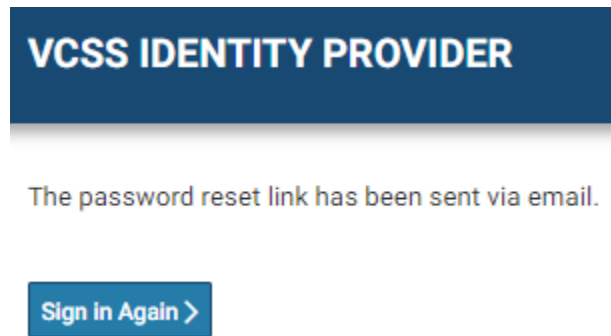 VCSS IDENTITY PROVIDER
The password reset link has been sent via email.
Sign in Again >